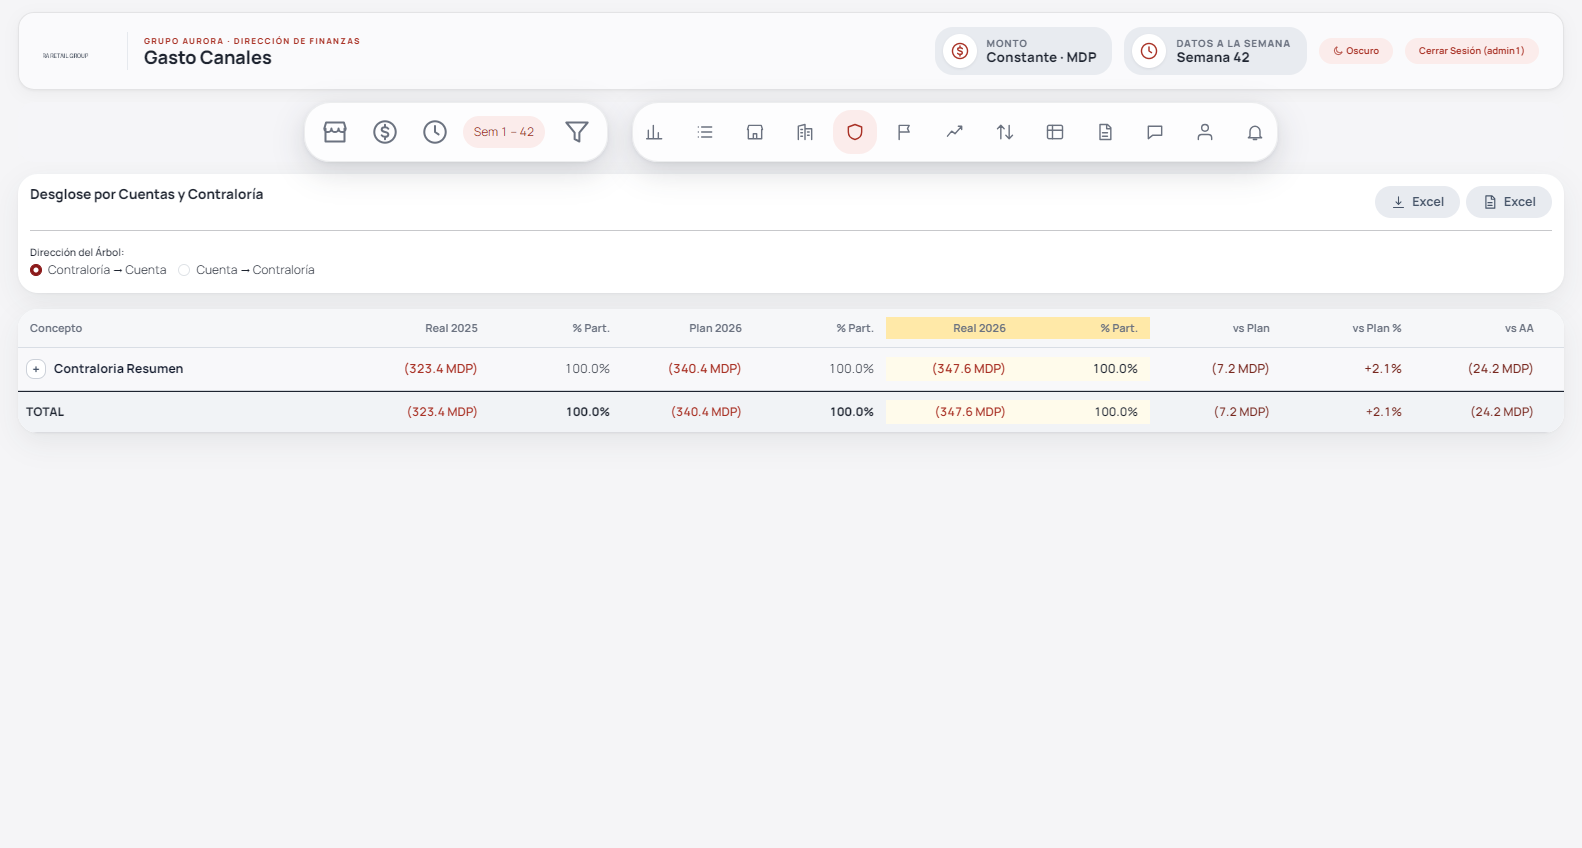 RA RETAIL GROUP
GRUPO AURORA · DIRECCIÓN DE FINANZAS
Gasto Canales
MONTO
Constante · MDP
DATOS A LA SEMANA
Semana 42
Oscuro
Cerrar Sesión (admin1)
Sem 1 – 42
Desglose por Cuentas y Contraloría
Excel
Excel
Dirección del Árbol:
Contraloría → Cuenta Cuenta → Contraloría
Concepto Real 2025 % Part. Plan 2026 % Part. Real 2026 % Part. vs Plan vs Plan % vs AA
+ Contraloria Resumen (323.4 MDP) 100.0% (340.4 MDP) 100.0% (347.6 MDP) 100.0% (7.2 MDP) +2.1% (24.2 MDP)
TOTAL (323.4 MDP) 100.0% (340.4 MDP) 100.0% (347.6 MDP) 100.0% (7.2 MDP) +2.1% (24.2 MDP)